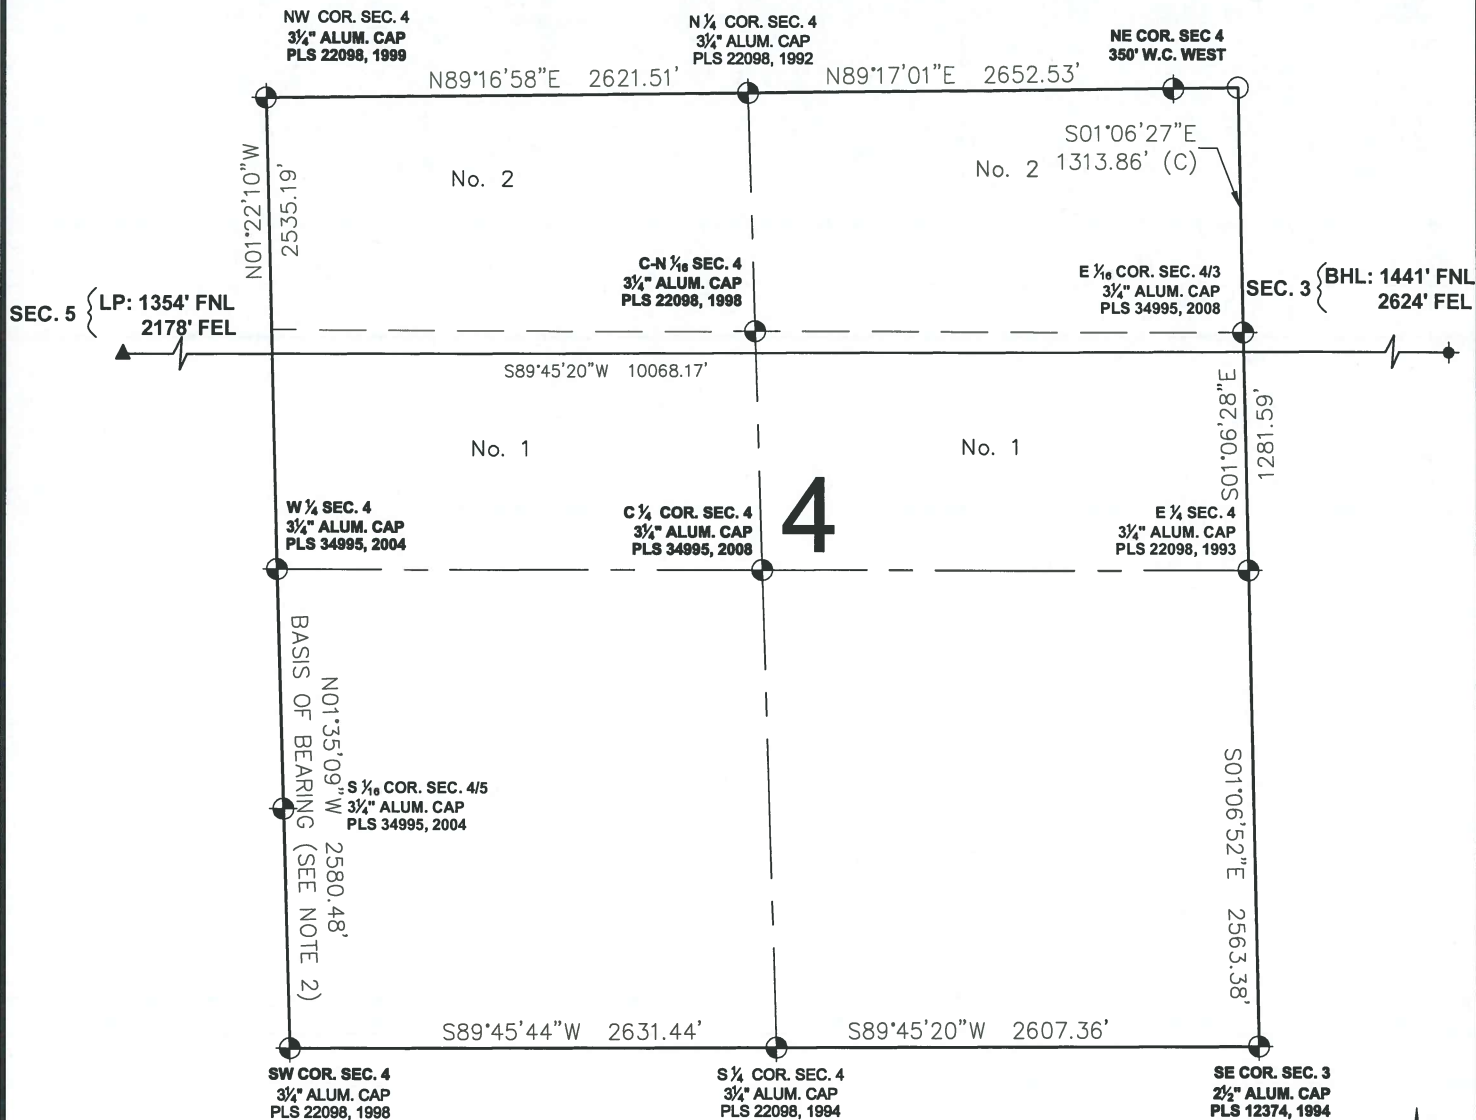 NW COR. SEC. 4
3¼" ALUM. CAP
PLS 22098, 1999
N ¼ COR. SEC. 4
3¼" ALUM. CAP
PLS 22098, 1992
NE COR. SEC 4
350' W.C. WEST
N89°16'58"E 2621.51'
N89°17'01"E 2652.53'
S01°06'27"E
1313.86' (C)
No. 2
No. 2
N01°22'10"W
2535.19'
C-N 1/16 SEC. 4
3¼" ALUM. CAP
PLS 22098, 1998
E 1/16 COR. SEC. 4/3
3¼" ALUM. CAP
PLS 34995, 2008
SEC. 5
LP: 1354' FNL
2178' FEL
SEC. 3
BHL: 1441' FNL
2624' FEL
S89°45'20"W 10068.17'
S01°06'28"E
1281.59'
No. 1
No. 1
4
W ¼ SEC. 4
3¼" ALUM. CAP
PLS 34995, 2004
C ¼ COR. SEC. 4
3¼" ALUM. CAP
PLS 34995, 2008
E ¼ SEC. 4
3¼" ALUM. CAP
PLS 22098, 1993
BASIS OF BEARING (SEE NOTE 2)
N01°35'09"W 2580.48'
S 1/16 COR. SEC. 4/5
3¼" ALUM. CAP
PLS 34995, 2004
S01°06'52"E 2563.38'
S89°45'44"W 2631.44'
S89°45'20"W 2607.36'
SW COR. SEC. 4
3¼" ALUM. CAP
PLS 22098, 1998
S ¼ COR. SEC. 4
3¼" ALUM. CAP
PLS 22098, 1994
SE COR. SEC. 3
2½" ALUM. CAP
PLS 12374, 1994